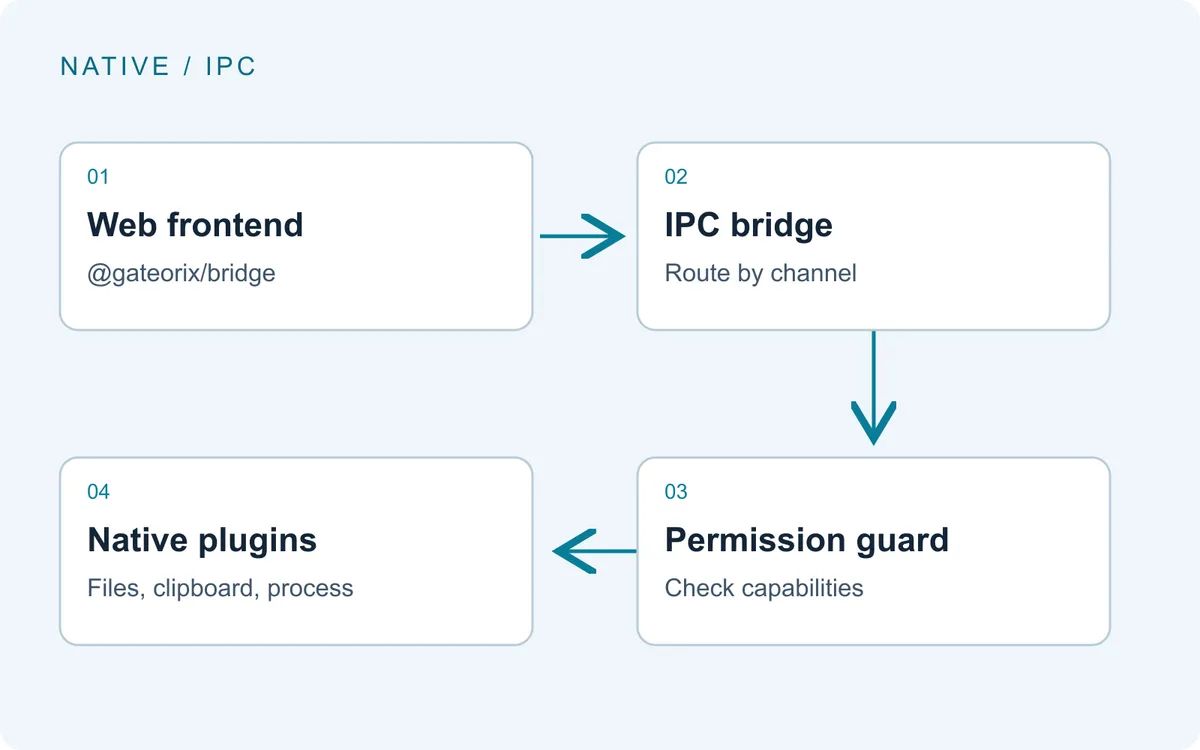 NATIVE / IPC
01
Web frontend
@gateorix/bridge
02
IPC bridge
Route by channel
03
Permission guard
Check capabilities
04
Native plugins
Files, clipboard, process